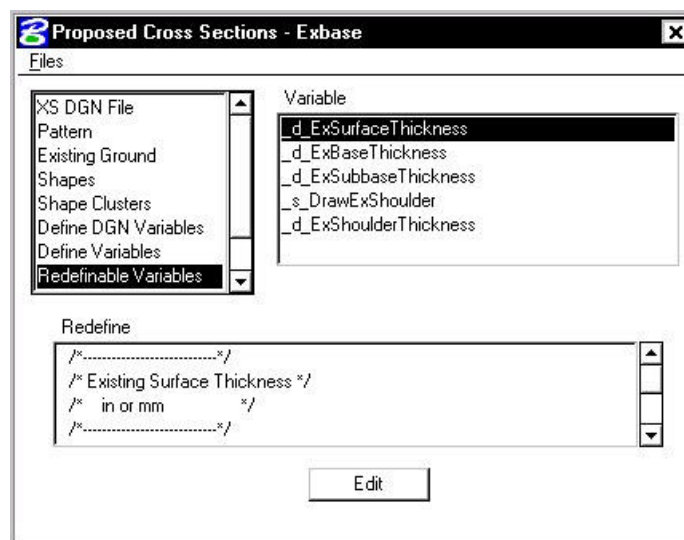 Proposed Cross Sections - Exbase
Files
XS DGN File
Pattern
Existing Ground
Shapes
Shape Clusters
Define DGN Variables
Define Variables
Redefinable Variables
Variable
_d_ExSurfaceThickness
_d_ExBaseThickness
_d_ExSubbaseThickness
_s_DrawExShoulder
_d_ExShoulderThickness
Redefine
/*---------------------------*/
/* Existing Surface Thickness */
/* in or mm */
/*---------------------------*/
Edit